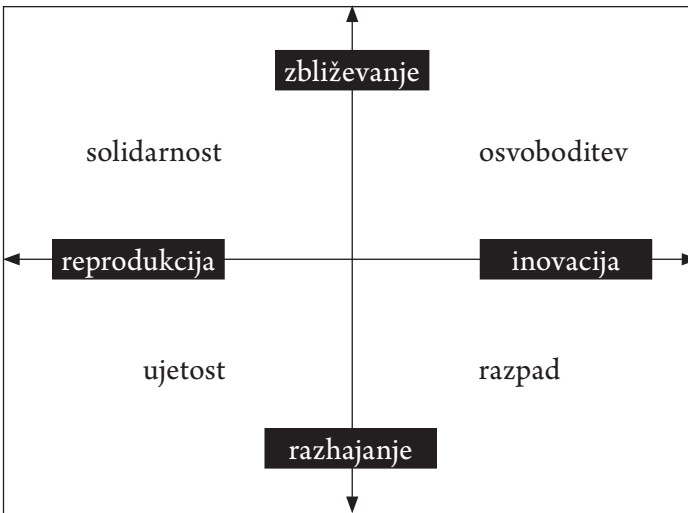 zbliževanje
solidarnost
osvoboditev
reprodukcija
inovacija
ujetost
razpad
razhajanje